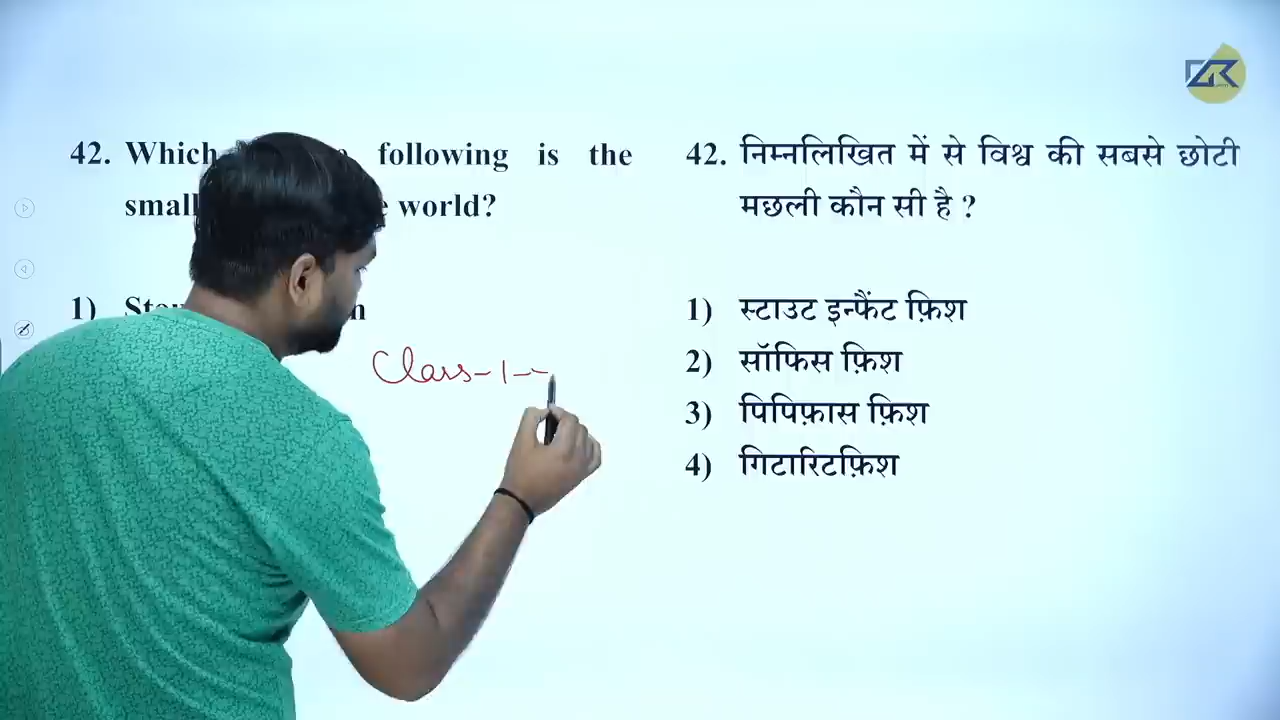 42. Which following is the
small world?
1)
Class-1-
42. निम्नलिखित में से विश्व की सबसे छोटी
मछली कौन सी है ?
1) स्टाउट इन्फैंट फ़िश
2) सॉफिस फ़िश
3) पिपिफ़ास फ़िश
4) गिटारिटफ़िश